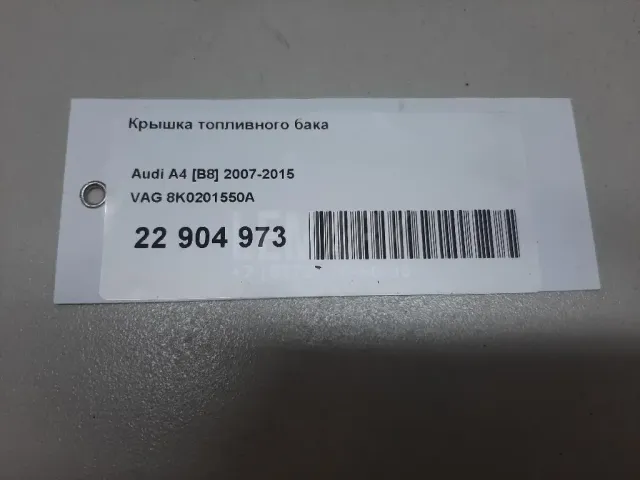 Крышка топливного бака
Audi A4 [B8] 2007-2015
VAG 8K0201550A
22 904 973